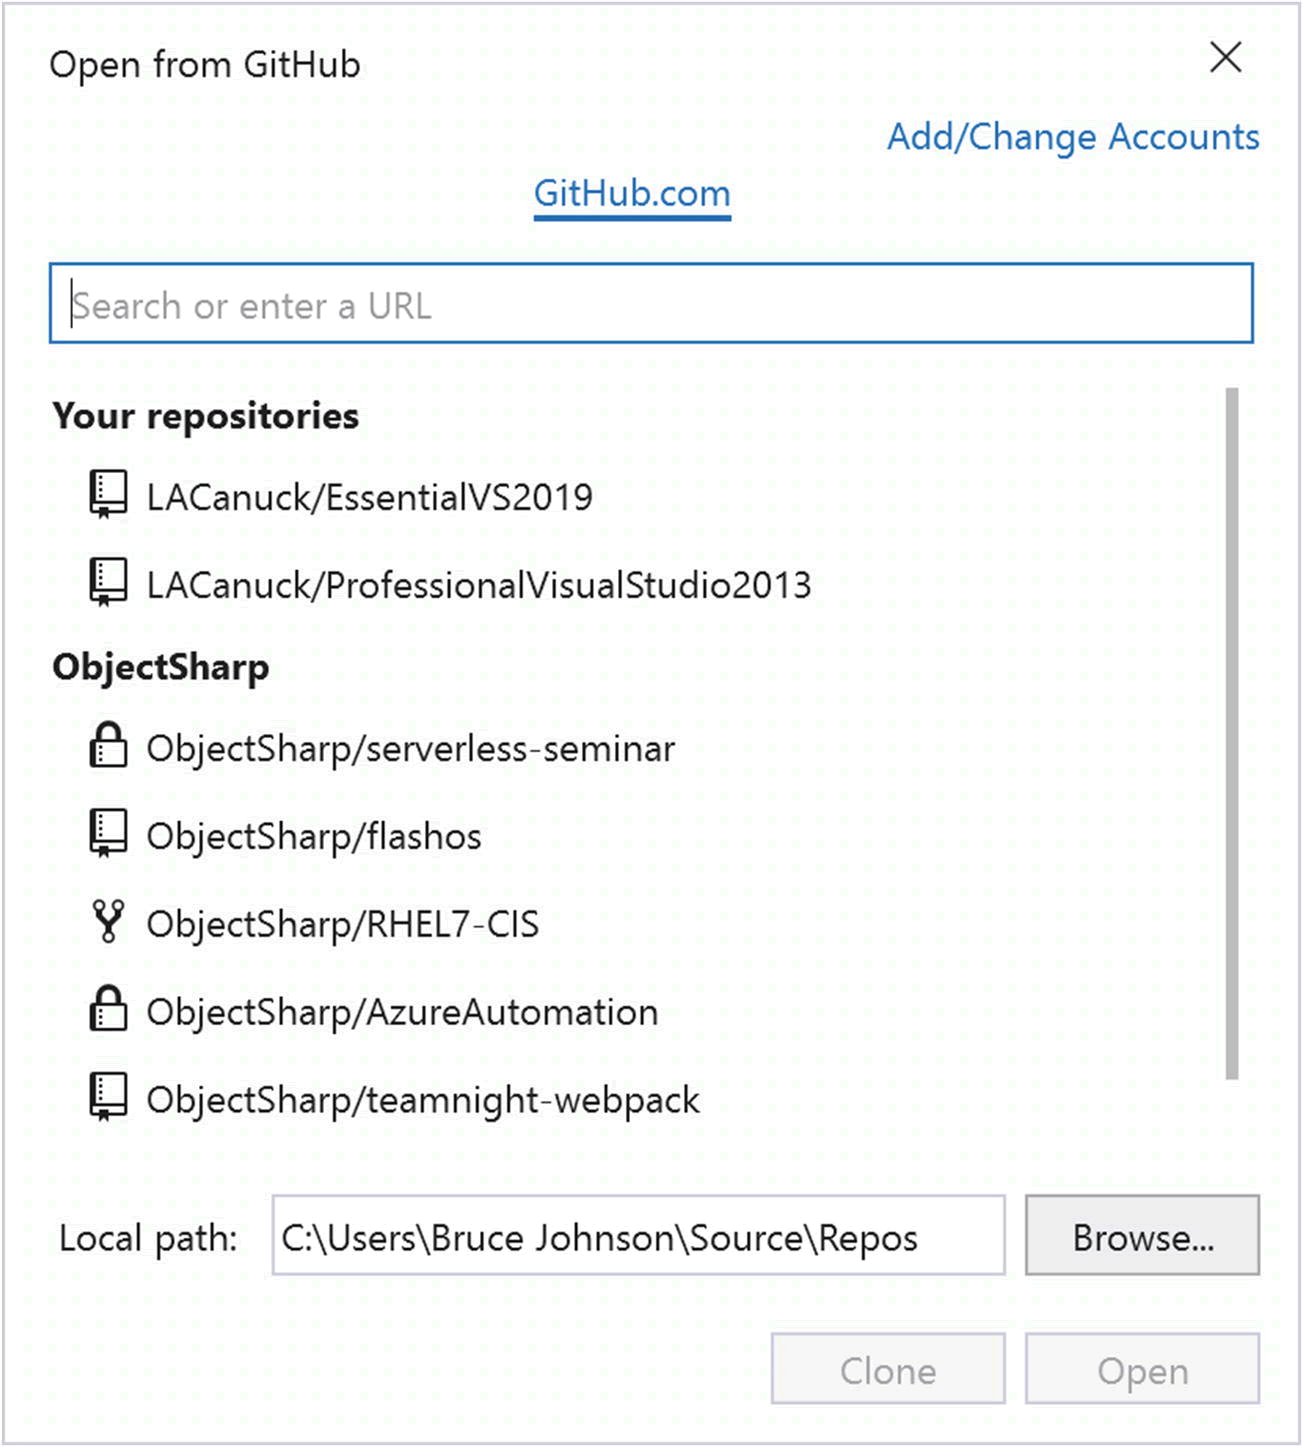 Open from GitHub
Add/Change Accounts
GitHub.com
Search or enter a URL
Your repositories
LACanuck/EssentialVS2019
LACanuck/ProfessionalVisualStudio2013
ObjectSharp
ObjectSharp/serverless-seminar
ObjectSharp/flashos
ObjectSharp/RHEL7-CIS
ObjectSharp/AzureAutomation
ObjectSharp/teamnight-webpack
Local path: C:\Users\Bruce Johnson\Source\Repos Browse...
Clone Open